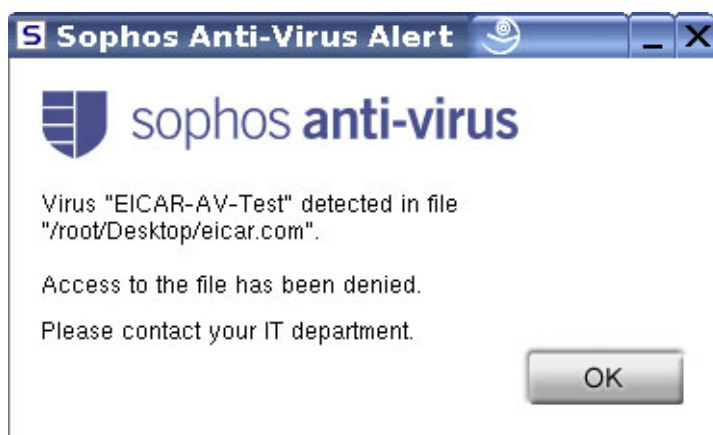 S Sophos Anti-Virus Alert
sophos anti-virus
Virus "EICAR-AV-Test" detected in file
"/root/Desktop/eicar.com".
Access to the file has been denied.
Please contact your IT department.
OK